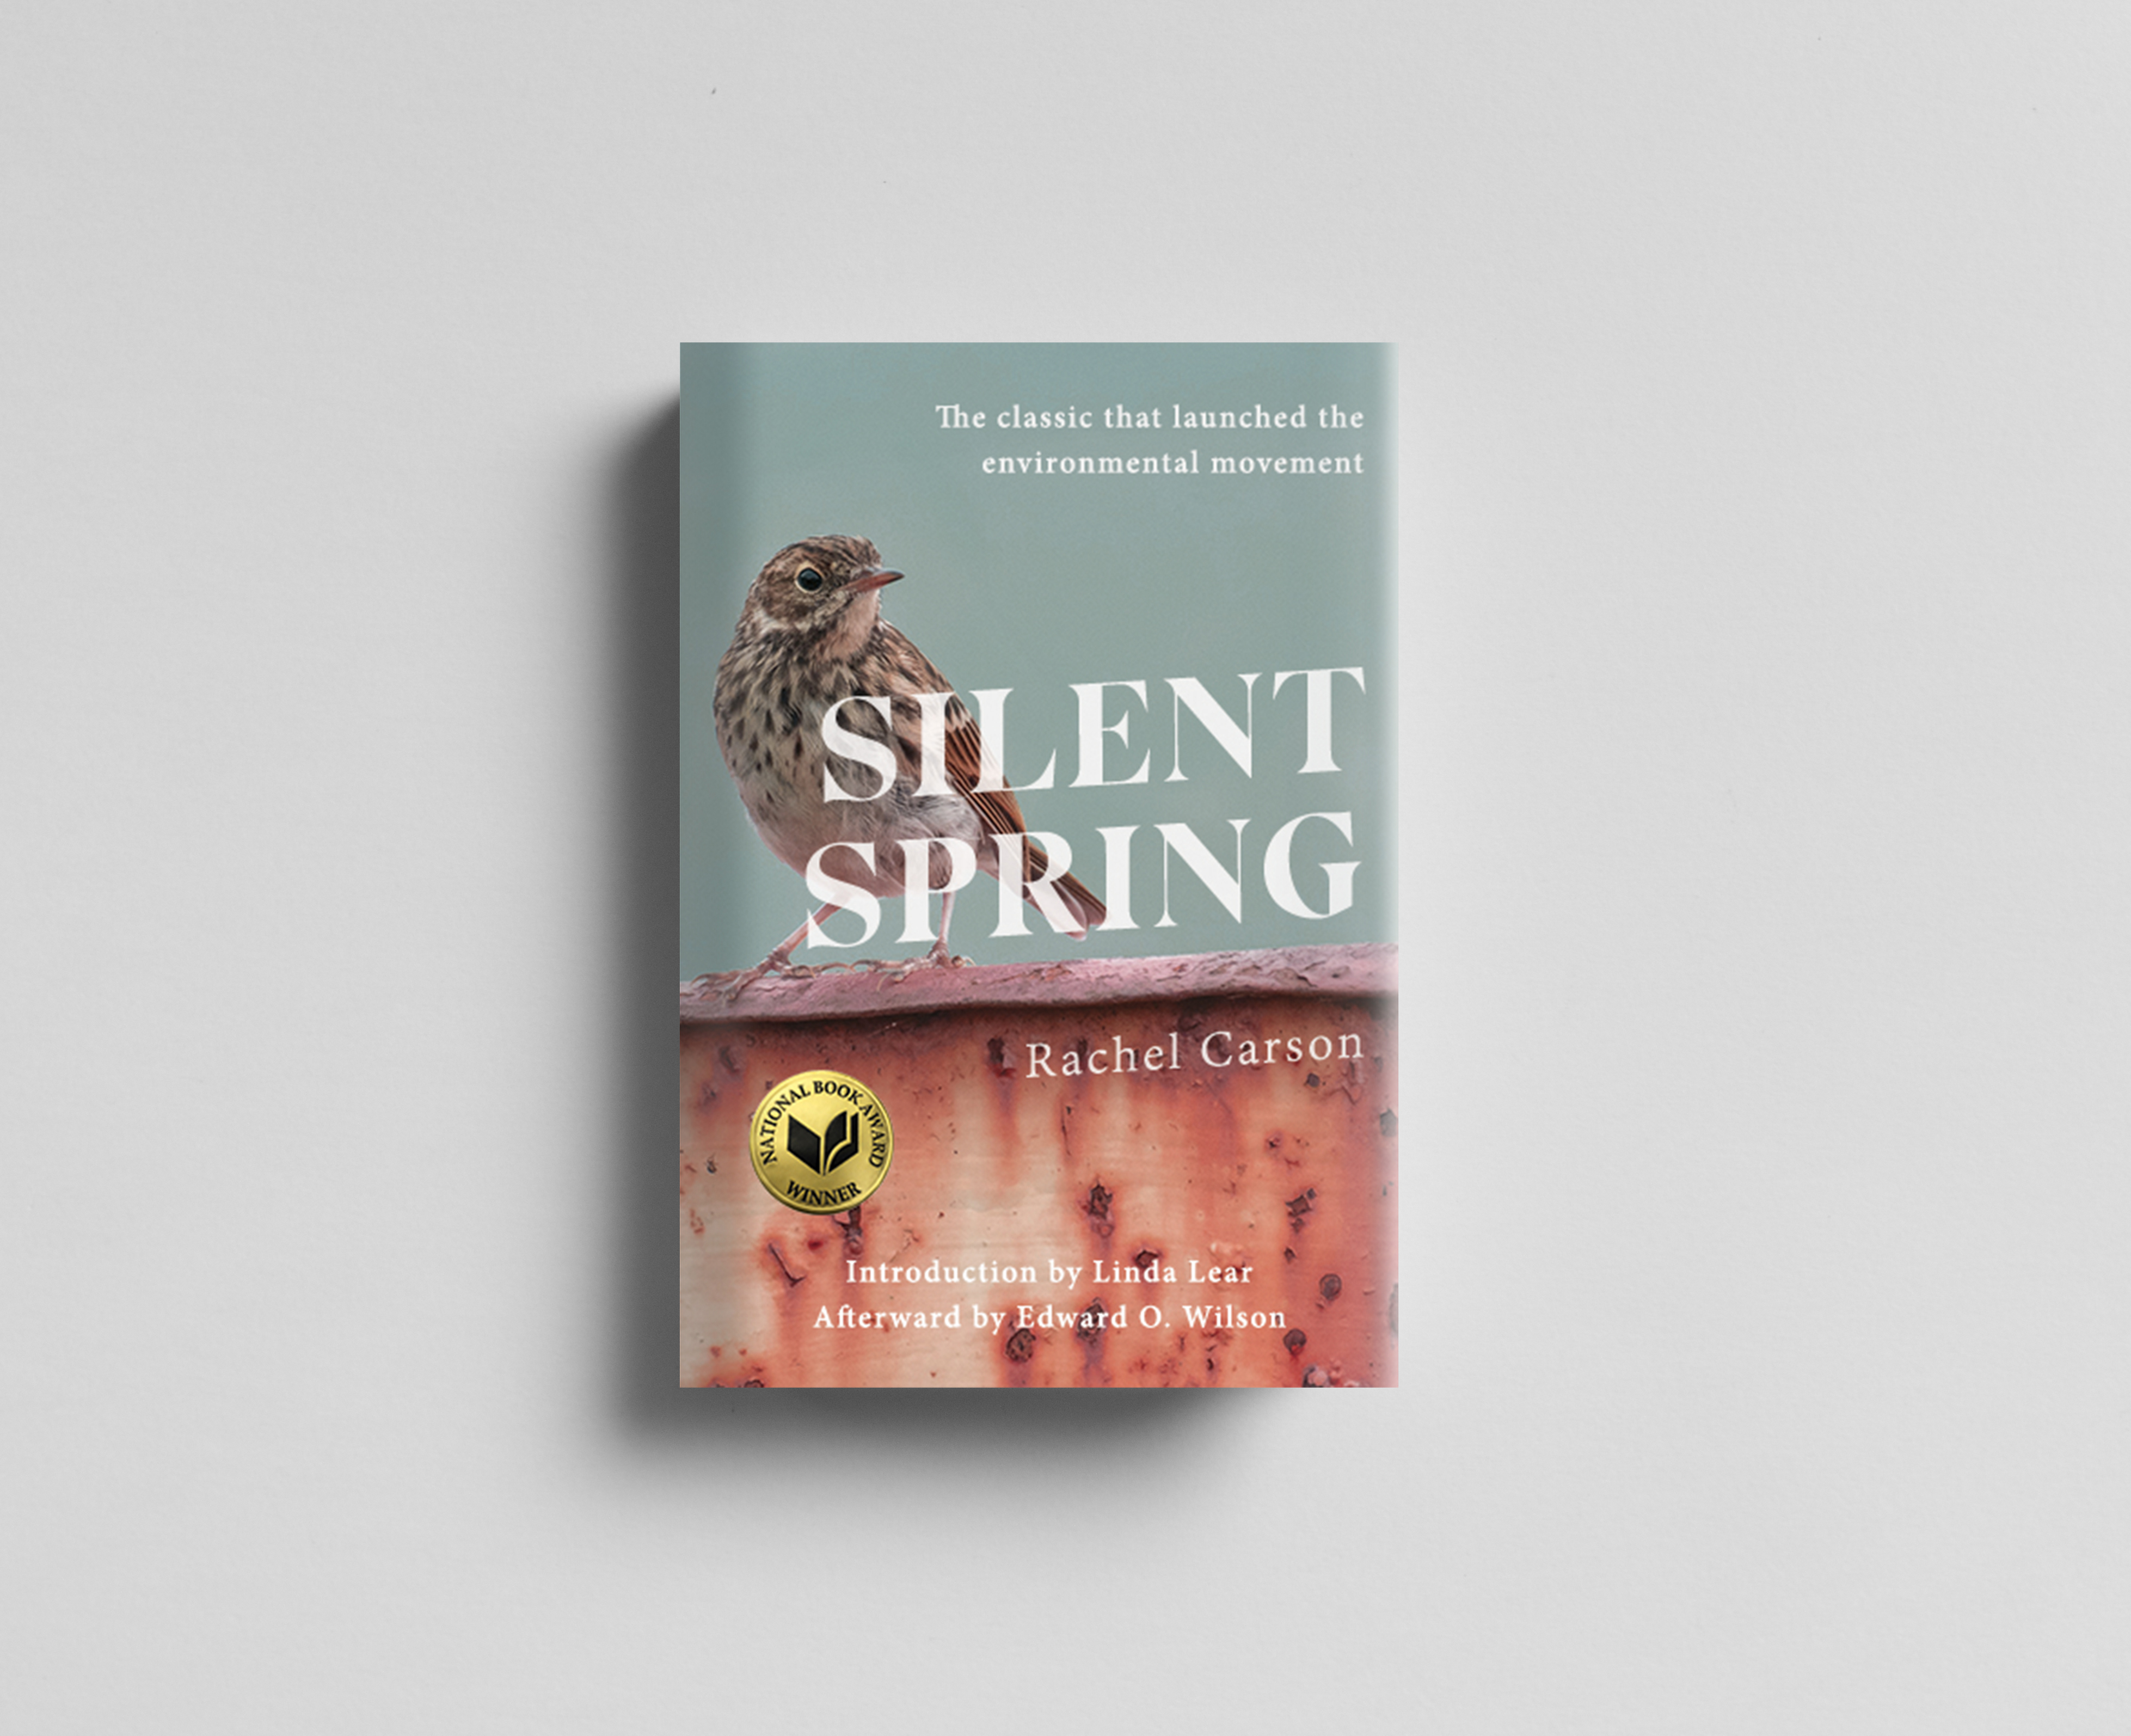 The classic that launched the
environmental movement
SILENT
SPRING
Rachel Carson
NATIONAL BOOK AWARD
WINNER
Introduction by Linda Lear
Afterward by Edward O. Wilson